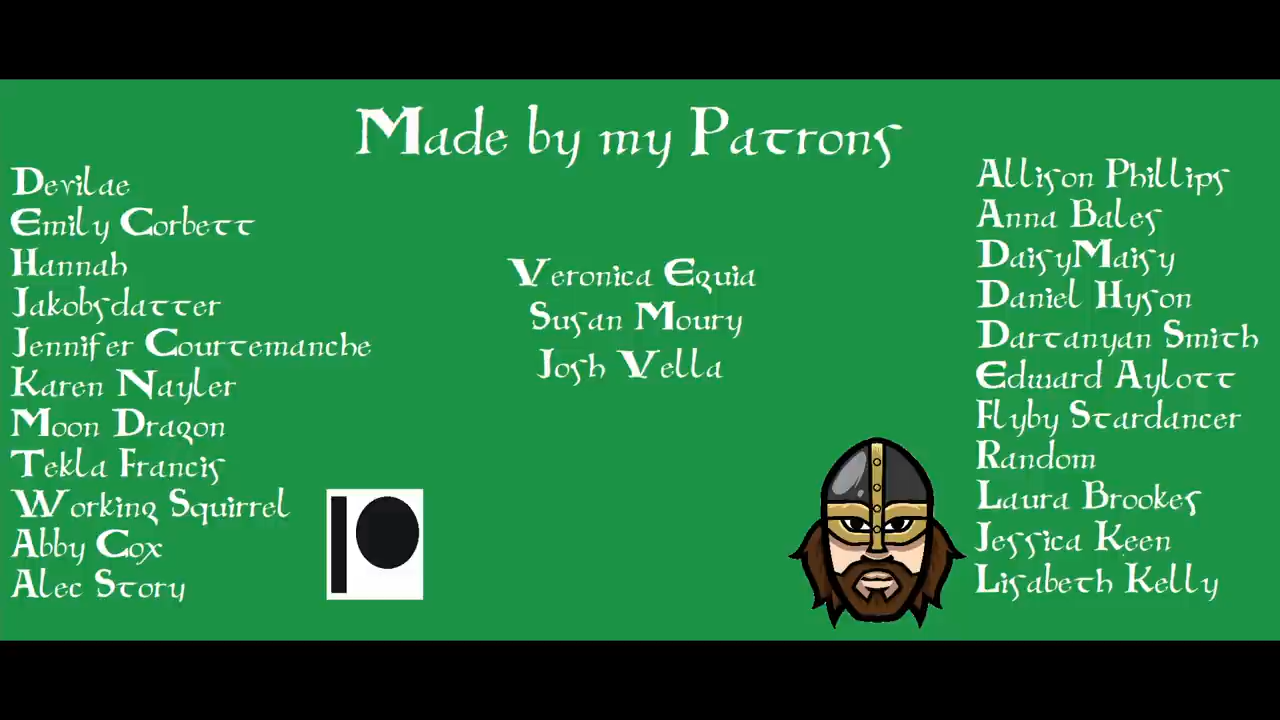 Made by my Patrons
Devilae
Emily Corbett
Hannah
Jakobsdatter
Jennifer Courtemanche
Karen Nayler
Moon Dragon
Tekla Francis
Working Squirrel
Abby Cox
Alec Story
Veronica Equia
Susan Moury
Josh Vella
Allison Phillips
Anna Bales
DaisyMaisy
Daniel Hyson
Dartanyan Smith
Edward Aylott
Flyby Stardancer
Random
Laura Brookes
Jessica Keen
Lisabeth Kelly